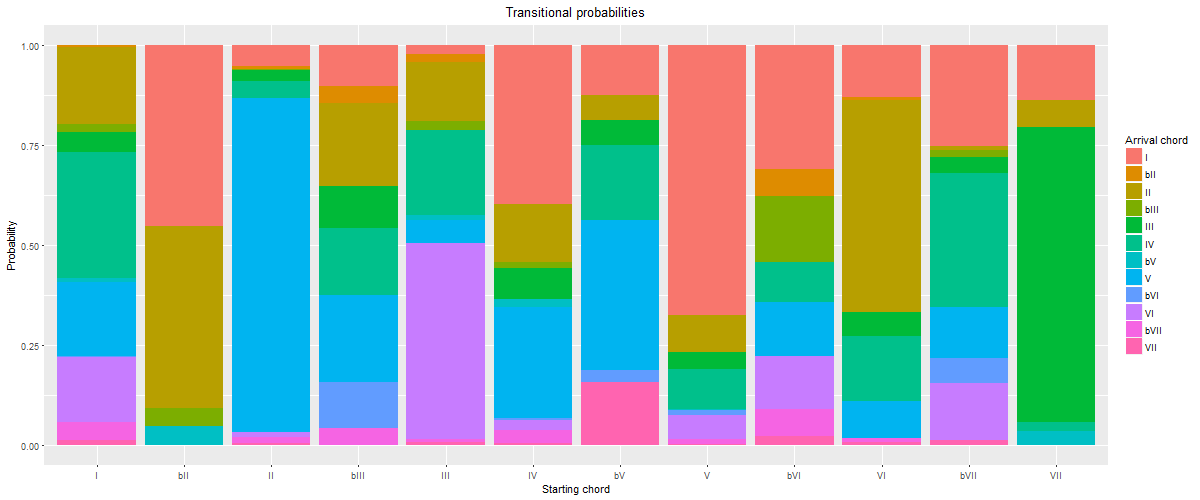 Transitional probabilities
1.00
0.75
0.50
0.25
0.00
Probability
I bII II bIII III IV bV V bVI VI bVII VII
Starting chord
Arrival chord
I
bII
II
bIII
III
IV
bV
V
bVI
VI
bVII
VII